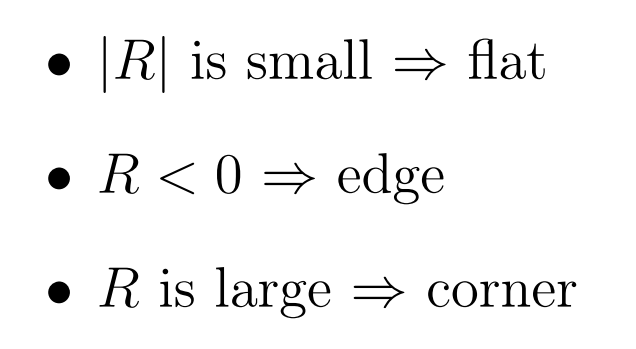 • |R| is small ⇒ flat
• R < 0 ⇒ edge
• R is large ⇒ corner